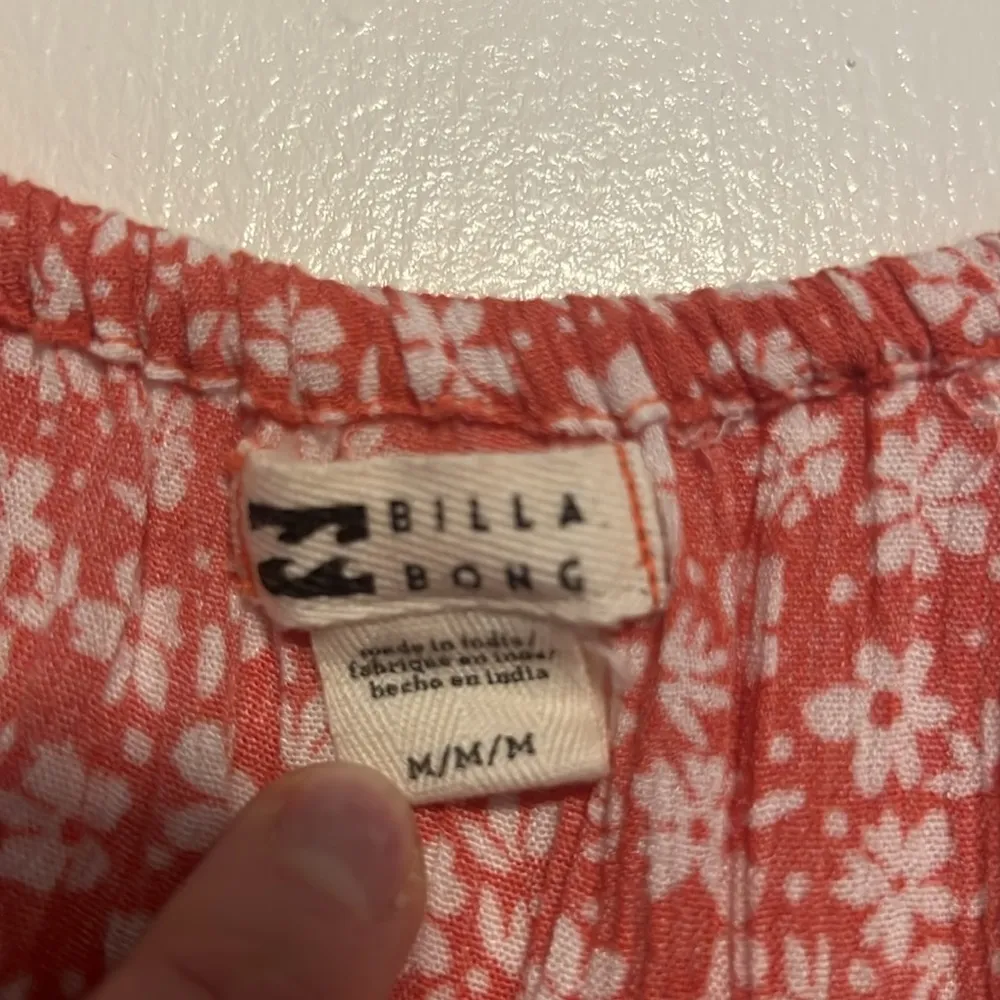 BILLA
BONG
made in india/
fabriqué en inde/
hecho en india
M/M/M